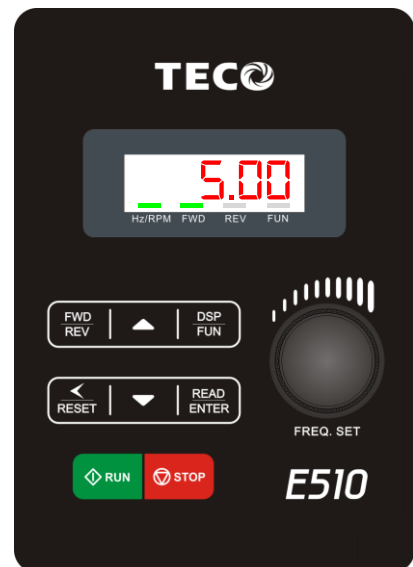 TECO
5.00
Hz/RPM FWD REV FUN
FWD
REV
DSP
FUN
RESET
READ
ENTER
FREQ. SET
RUN STOP
E510